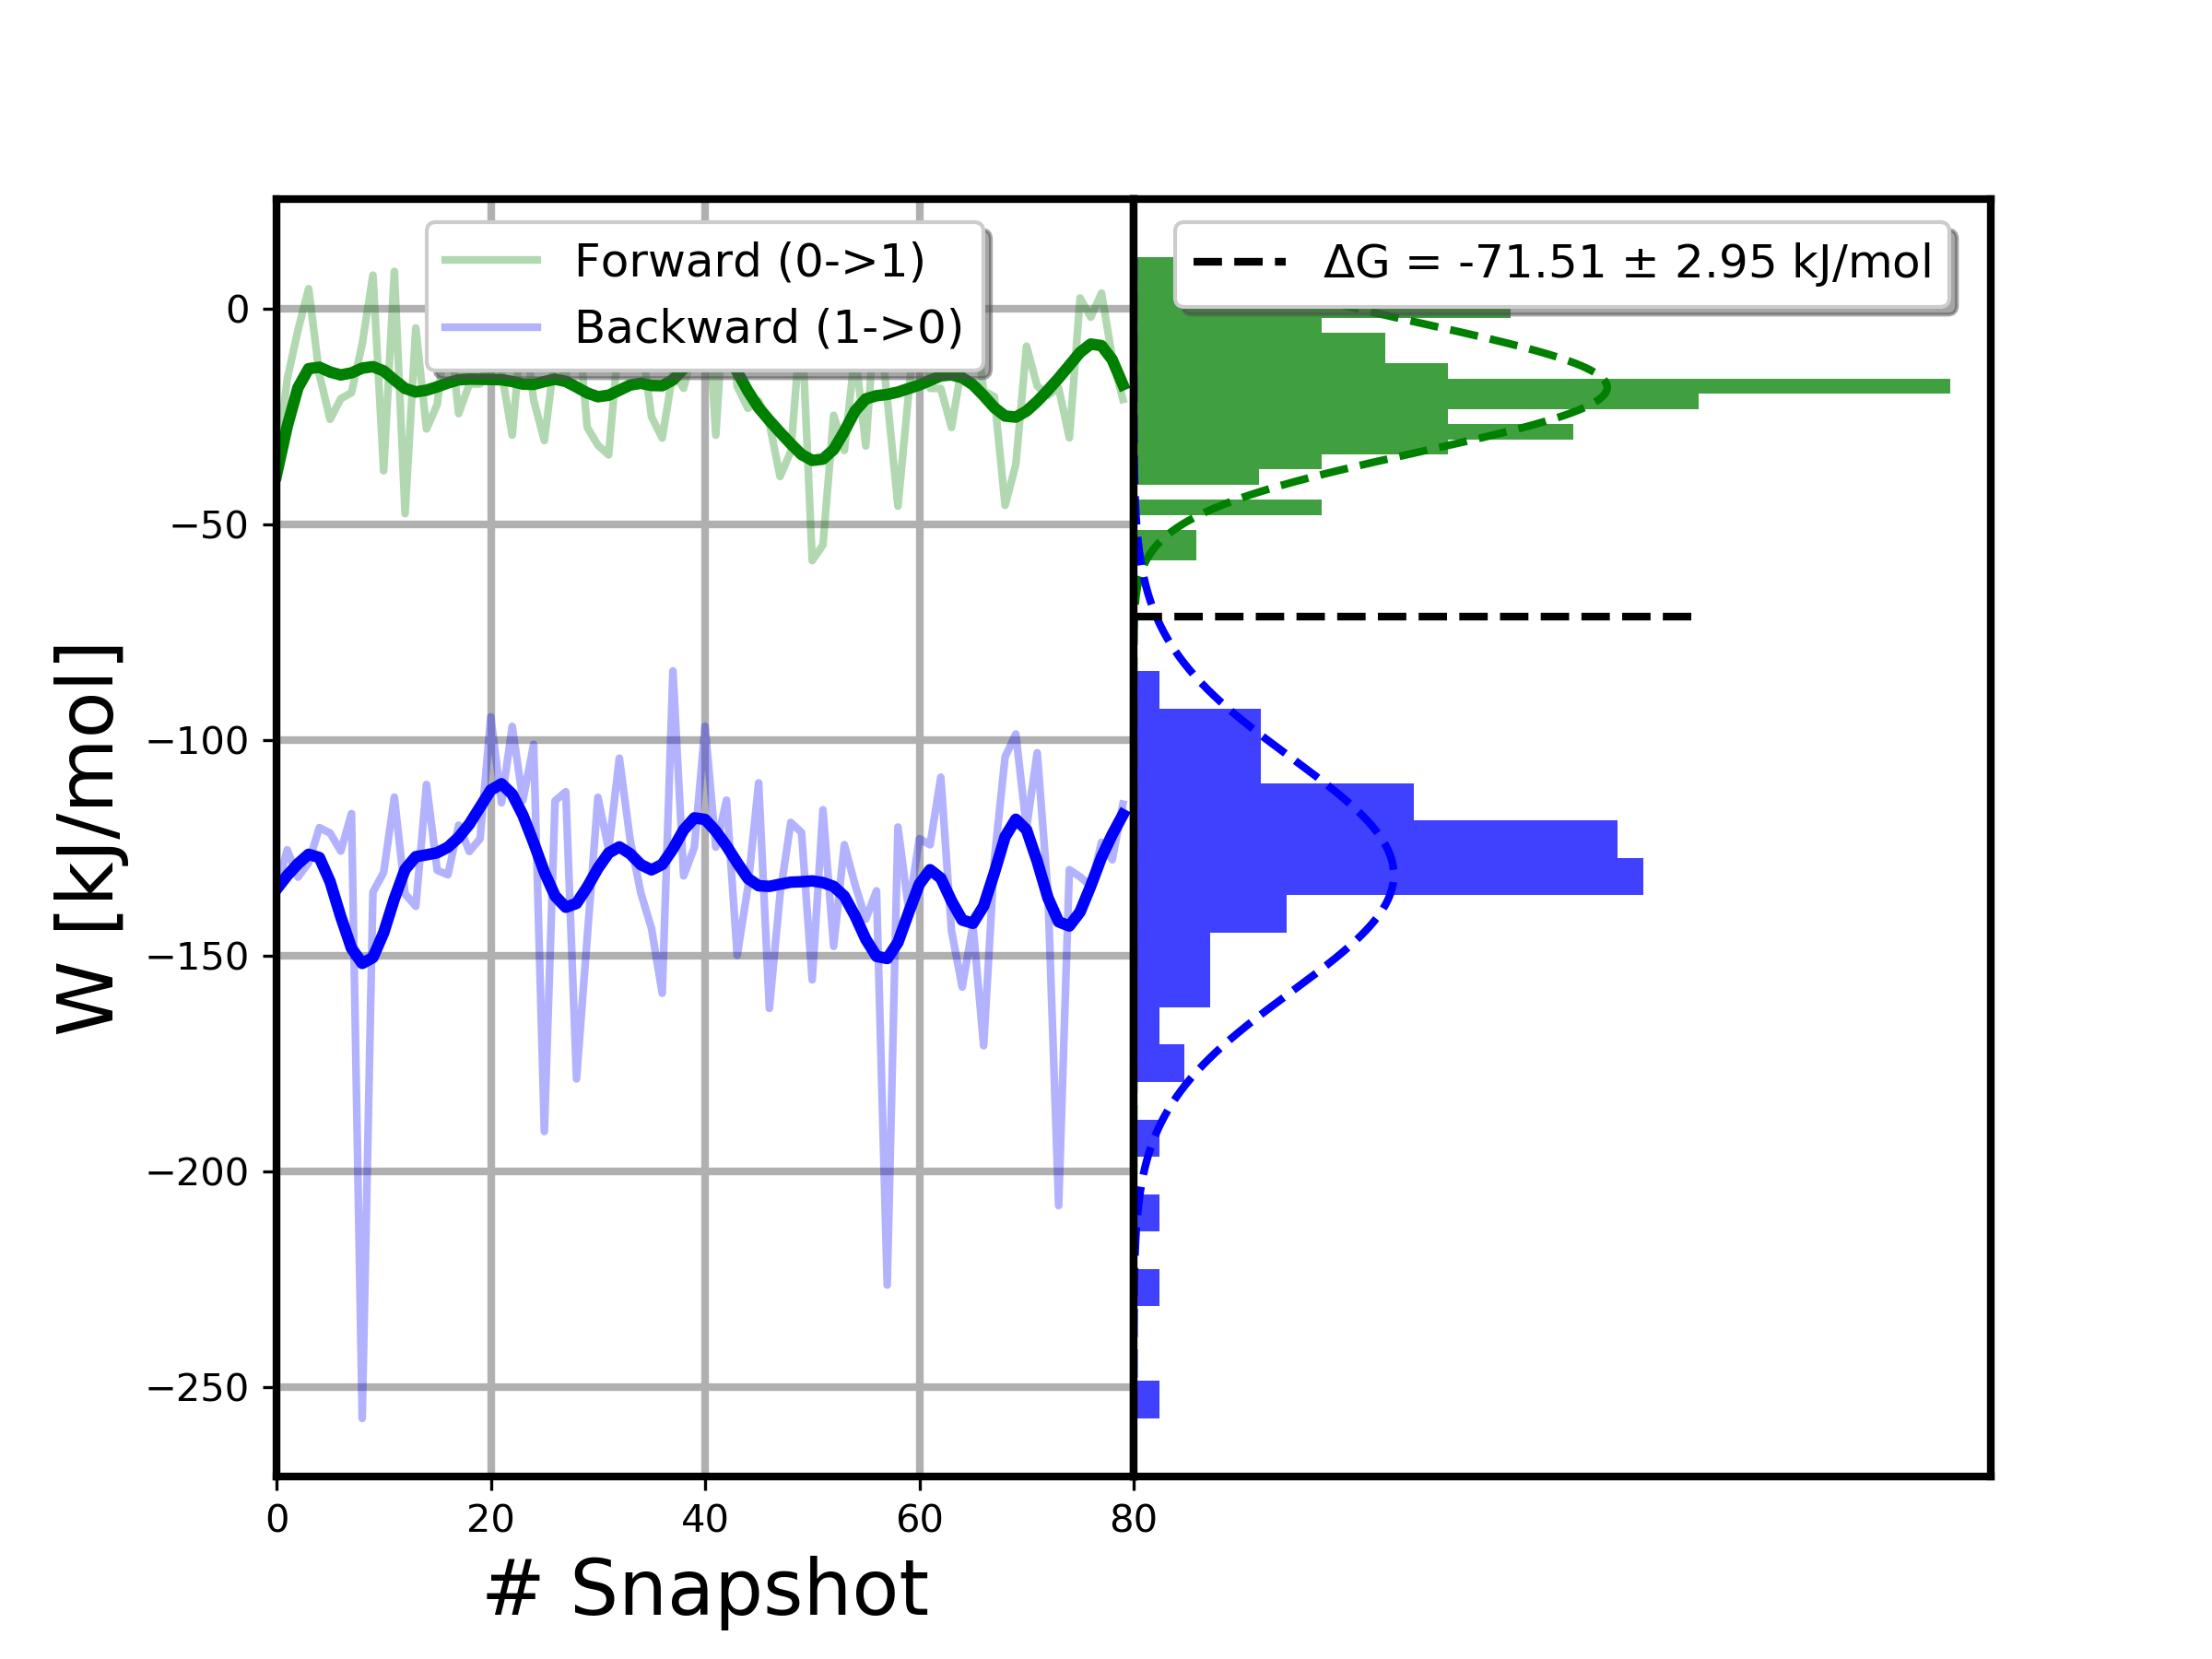 Forward (0->1)
Backward (1->0)
ΔG = -71.51 ± 2.95 kJ/mol
0
−50
−100
−150
−200
−250
W [kJ/mol]
0
20
40
60
80
# Snapshot